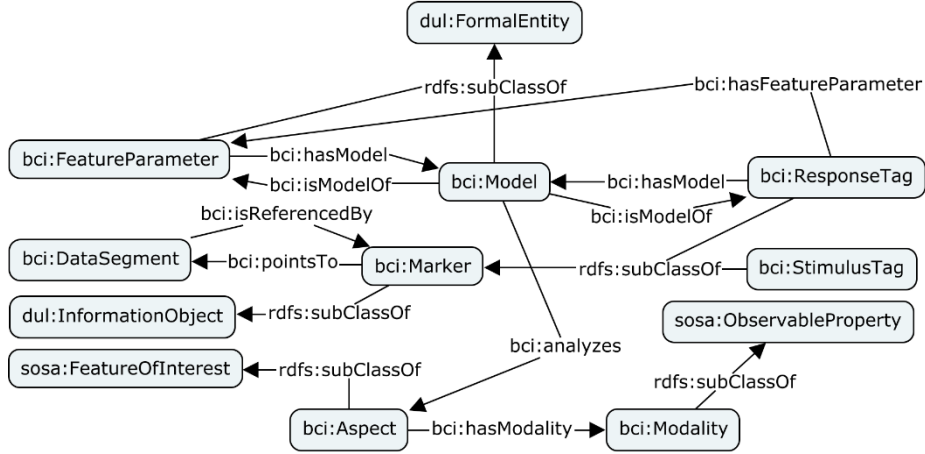 dul:FormalEntity
rdfs:subClassOf
bci:hasFeatureParameter
bci:FeatureParameter
bci:hasModel
bci:isModelOf
bci:Model
bci:hasModel
bci:isModelOf
bci:ResponseTag
bci:isReferencedBy
bci:DataSegment
bci:pointsTo
bci:Marker
rdfs:subClassOf
bci:StimulusTag
dul:InformationObject
rdfs:subClassOf
sosa:ObservableProperty
sosa:FeatureOfInterest
rdfs:subClassOf
bci:analyzes
rdfs:subClassOf
bci:Aspect
bci:hasModality
bci:Modality